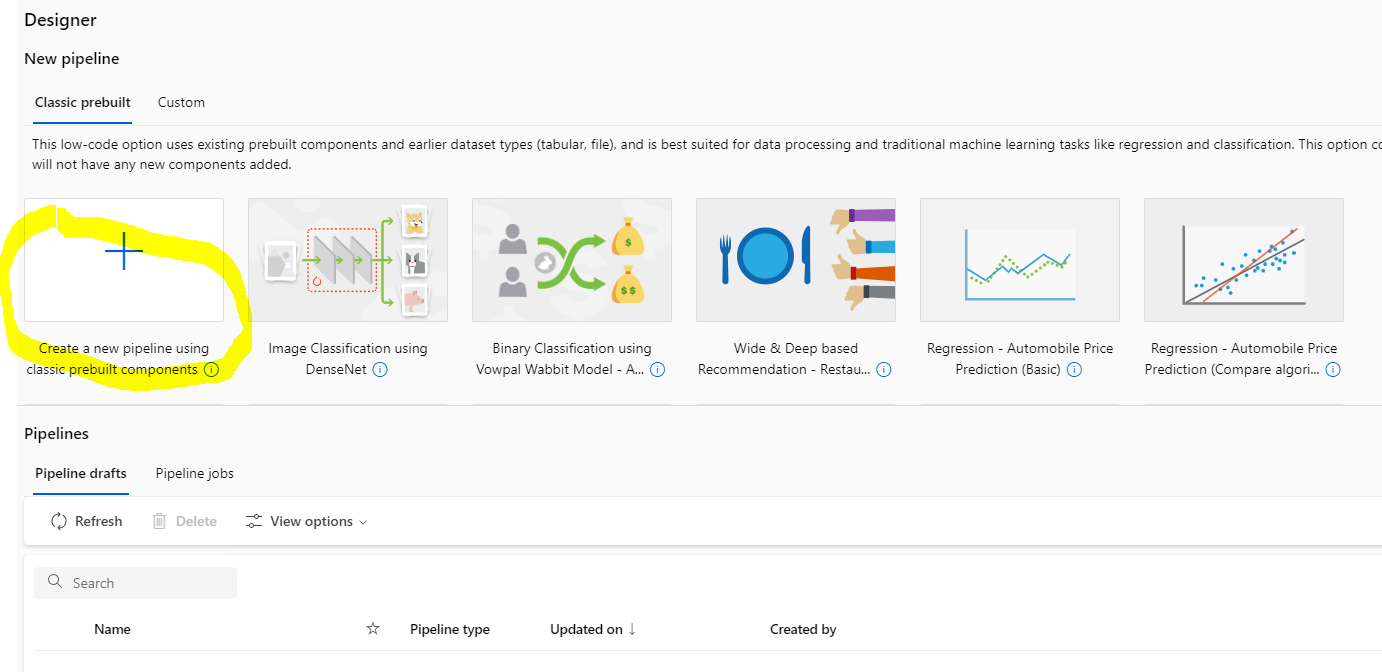 Designer
New pipeline
Classic prebuilt Custom
This low-code option uses existing prebuilt components and earlier dataset types (tabular, file), and is best suited for data processing and traditional machine learning tasks like regression and classification. This option
will not have any new components added.
$
$$
Create a new pipeline using
classic prebuilt components
Image Classification using
DenseNet
Binary Classification using
Vowpal Wabbit Model - A...
Wide & Deep based
Recommendation - Restau...
Regression - Automobile Price
Prediction (Basic)
Regression - Automobile Price
Prediction (Compare algori...
Pipelines
Pipeline drafts Pipeline jobs
Refresh Delete View options
Search
Name Pipeline type Updated on ↓ Created by